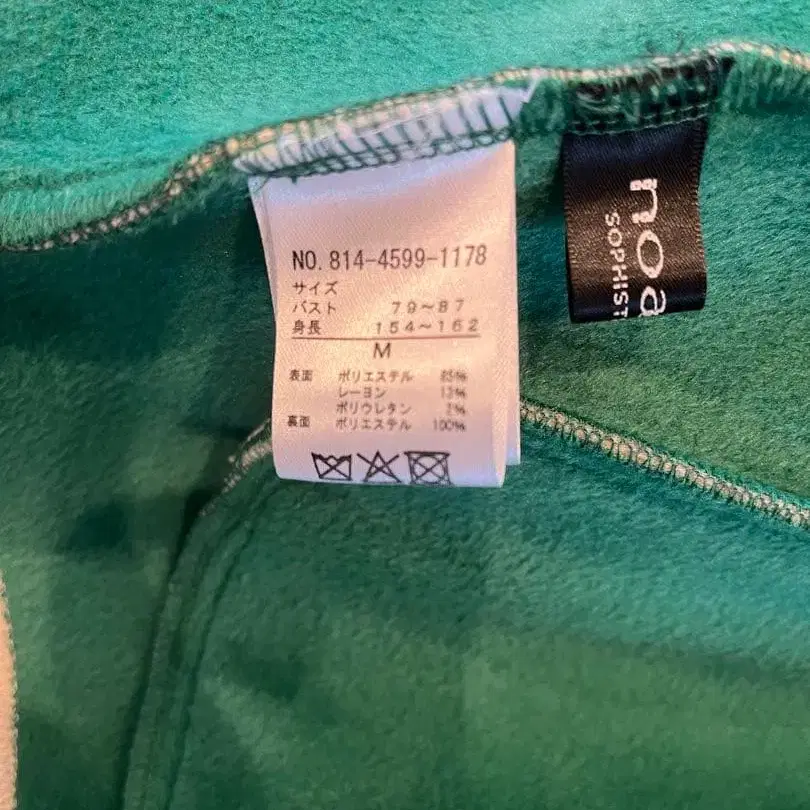 NO. 814-4599-1178
サイズ
バスト 79~87
身長 154~162
M
表面 ポリエステル 85%
レーヨン 13%
ポリウレタン 2%
裏面 ポリエステル 100%
noa
SOPHIST